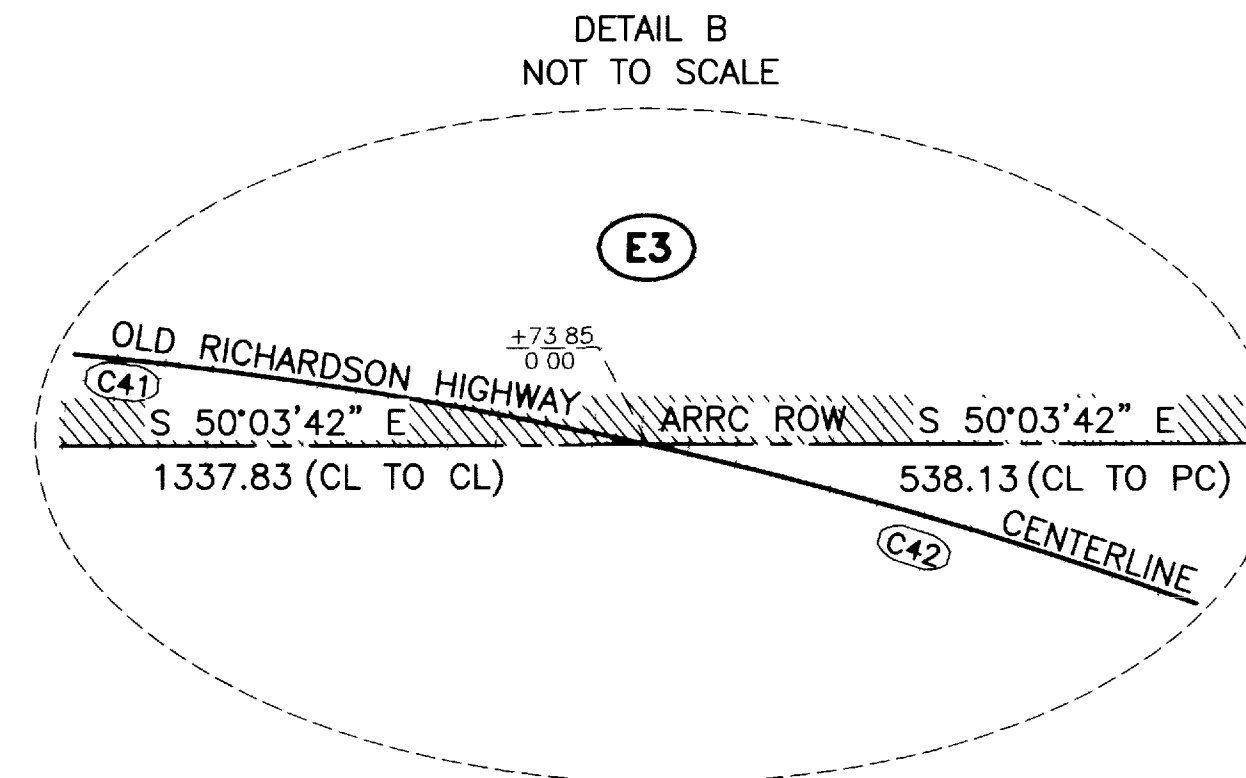 DETAIL B
NOT TO SCALE
E3
+73.85
0.00
OLD RICHARDSON HIGHWAY
C41
S 50°03'42" E
ARRC ROW
S 50°03'42" E
1337.83 (CL TO CL)
538.13 (CL TO PC)
C42
CENTERLINE